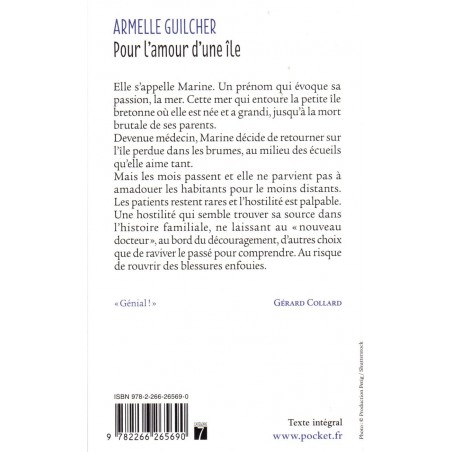 ARMELLE GUILCHER
Pour l'amour d'une île
Elle s'appelle Marine. Un prénom qui évoque sa
passion, la mer. Cette mer qui entoure la petite île
bretonne où elle est née et a grandi, jusqu'à la mort
brutale de ses parents.
Devenue médecin, Marine décide de retourner sur
l'île perdue dans les brumes, au milieu des écueils
qu'elle aime tant.
Mais les mois passent et elle ne parvient pas à
amadouer les habitants pour le moins distants.
Les patients restent rares et l'hostilité est palpable.
Une hostilité qui semble trouver sa source dans
l'histoire familiale, ne laissant au « nouveau
docteur », au bord du découragement, d'autres choix
que de raviver le passé pour comprendre. Au risque
de rouvrir des blessures enfouies.
« Génial ! » GÉRARD COLLARD
Photo : © Production Perig / Shutterstock
ISBN 978-2-266-26569-0
9 782266 265690
7
Texte intégral
www.pocket.fr